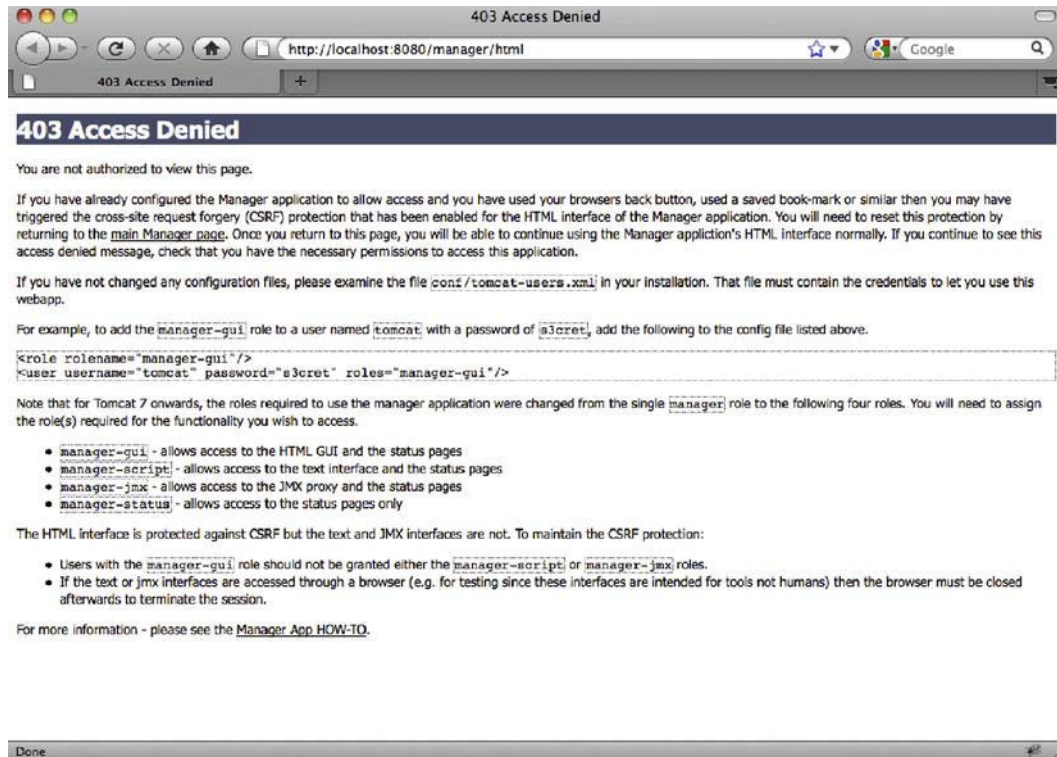 403 Access Denied
http://localhost:8080/manager/html
Google
403 Access Denied
403 Access Denied
You are not authorized to view this page.
If you have already configured the Manager application to allow access and you have used your browsers back button, used a saved book-mark or similar then you may have
triggered the cross-site request forgery (CSRF) protection that has been enabled for the HTML interface of the Manager application. You will need to reset this protection by
returning to the main Manager page. Once you return to this page, you will be able to continue using the Manager appliction's HTML interface normally. If you continue to see this
access denied message, check that you have the necessary permissions to access this application.
If you have not changed any configuration files, please examine the file conf/tomcat-users.xml in your installation. That file must contain the credentials to let you use this
webapp.
For example, to add the manager-gui role to a user named tomcat with a password of s3cret, add the following to the config file listed above.
<role rolename="manager-gui"/>
<user username="tomcat" password="s3cret" roles="manager-gui"/>
Note that for Tomcat 7 onwards, the roles required to use the manager application were changed from the single manager role to the following four roles. You will need to assign
the role(s) required for the functionality you wish to access.
• manager-gui - allows access to the HTML GUI and the status pages
• manager-script - allows access to the text interface and the status pages
• manager-jmx - allows access to the JMX proxy and the status pages
• manager-status - allows access to the status pages only
The HTML interface is protected against CSRF but the text and JMX interfaces are not. To maintain the CSRF protection:
• Users with the manager-gui role should not be granted either the manager-script or manager-jmx roles.
• If the text or jmx interfaces are accessed through a browser (e.g. for testing since these interfaces are intended for tools not humans) then the browser must be closed
afterwards to terminate the session.
For more information - please see the Manager App HOW-TO.
Done